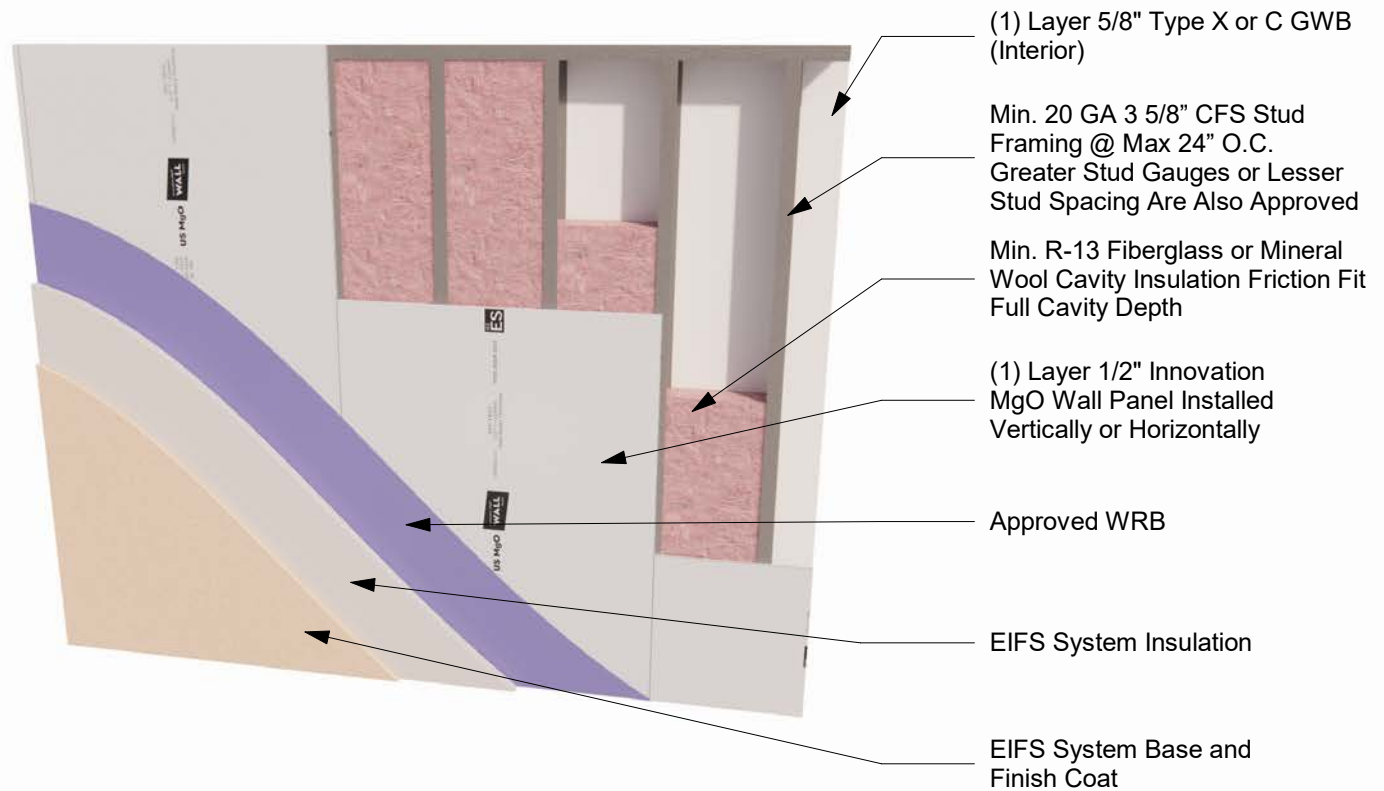 (1) Layer 5/8" Type X or C GWB
(Interior)
Min. 20 GA 3 5/8” CFS Stud
Framing @ Max 24” O.C.
Greater Stud Gauges or Lesser
Stud Spacing Are Also Approved
Min. R-13 Fiberglass or Mineral
Wool Cavity Insulation Friction Fit
Full Cavity Depth
(1) Layer 1/2" Innovation
MgO Wall Panel Installed
Vertically or Horizontally
Approved WRB
EIFS System Insulation
EIFS System Base and
Finish Coat
WALL
US MgO
ES
WALL
US MgO